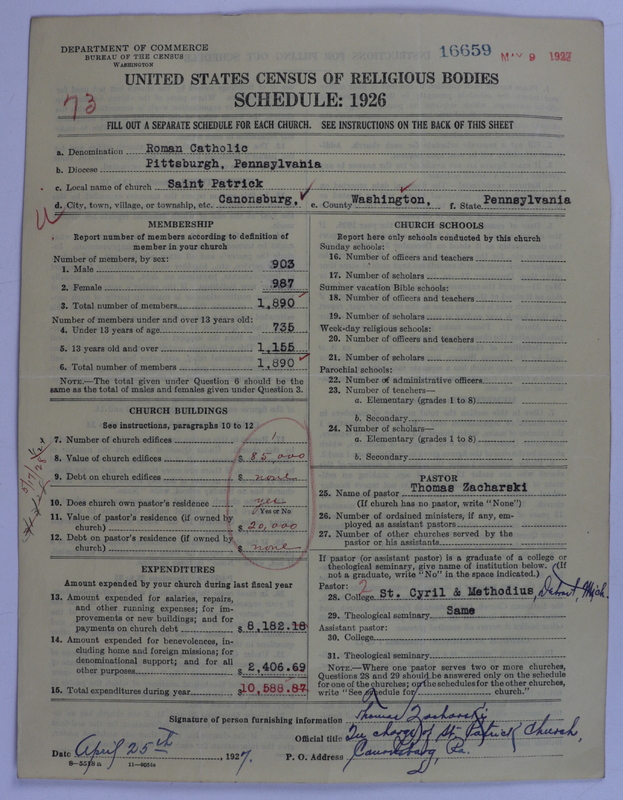 DEPARTMENT OF COMMERCE
BUREAU OF THE CENSUS
WASHINGTON
16659
MAY 9 1927
UNITED STATES CENSUS OF RELIGIOUS BODIES
73
SCHEDULE: 1926
FILL OUT A SEPARATE SCHEDULE FOR EACH CHURCH. SEE INSTRUCTIONS ON THE BACK OF THIS SHEET
a. Denomination Roman Catholic
b. Diocese Pittsburgh, Pennsylvania
c. Local name of church Saint Patrick
d. City, town, village, or township, etc. Canonsburg, e. County Washington, f. State Pennsylvania
MEMBERSHIP
Report number of members according to definition of
member in your church
Number of members, by sex:
1. Male 903
2. Female 987
3. Total number of members 1,890
Number of members under and over 13 years old:
4. Under 13 years of age 735
5. 13 years old and over 1,155
6. Total number of members 1,890
NOTE.—The total given under Question 6 should be the
same as the total of males and females given under Question 3.
CHURCH BUILDINGS
See instructions, paragraphs 10 to 12
7. Number of church edifices 1
8. Value of church edifices $ 85,000
9. Debt on church edifices $ none
10. Does church own pastor's residence yes
Yes or No
11. Value of pastor's residence (if owned by
church) $ 20,000
12. Debt on pastor's residence (if owned by
church) $ none
EXPENDITURES
Amount expended by your church during last fiscal year
13. Amount expended for salaries, repairs,
and other running expenses; for im-
provements or new buildings; and for
payments on church debt $ 8,182.18
14. Amount expended for benevolences, in-
cluding home and foreign missions; for
denominational support; and for all
other purposes $ 2,406.69
15. Total expenditures during year $ 10,588.87
CHURCH SCHOOLS
Report here only schools conducted by this church
Sunday schools:
16. Number of officers and teachers
17. Number of scholars
Summer vacation Bible schools:
18. Number of officers and teachers
19. Number of scholars
Week-day religious schools:
20. Number of officers and teachers
21. Number of scholars
Parochial schools:
22. Number of administrative officers
23. Number of teachers—
a. Elementary (grades 1 to 8)
b. Secondary
24. Number of scholars—
a. Elementary (grades 1 to 8)
b. Secondary
PASTOR
25. Name of pastor Thomas Zacharski
(If church has no pastor, write "None")
26. Number of ordained ministers, if any, em-
ployed as assistant pastors
27. Number of other churches served by the
pastor or his assistants
If pastor (or assistant pastor) is a graduate of a college or
theological seminary, give name of institution below. (If
not a graduate, write "No" in the space indicated.)
Pastor: 2
28. College St. Cyril & Methodius, Detroit, Mich.
29. Theological seminary Same
Assistant pastor:
30. College
31. Theological seminary
NOTE.—Where one pastor serves two or more churches,
Questions 28 and 29 should be answered only on the schedule
for one of the churches; on the schedules for the other churches,
write "See schedule for church."
Signature of person furnishing information Thomas Zacharski
Official title In charge of St. Patrick Church,
Date April 25th, 1927. P. O. Address Canonsburg, Pa.